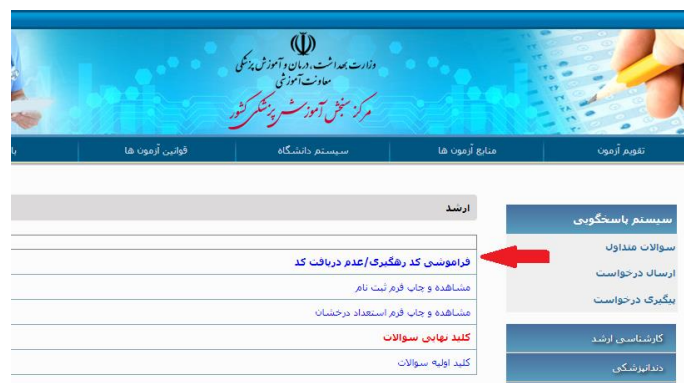 وزارت بهداشت، درمان و آموزش پزشکی
معاونت آموزشی
مرکز سنجش آموزش پزشکی کشور
تقویم آزمون
منابع آزمون ها
سیستم دانشگاه
قوانین آزمون ها
ارشد
فراموشی کد رهگیری/عدم دریافت کد
مشاهده و چاپ فرم ثبت نام
مشاهده و چاپ فرم استعداد درخشان
کلید نهایی سوالات
کلید اولیه سوالات
سیستم پاسخگویی
سوالات متداول
ارسال درخواست
پیگیری درخواست
کارشناسی ارشد
دندانپزشکی